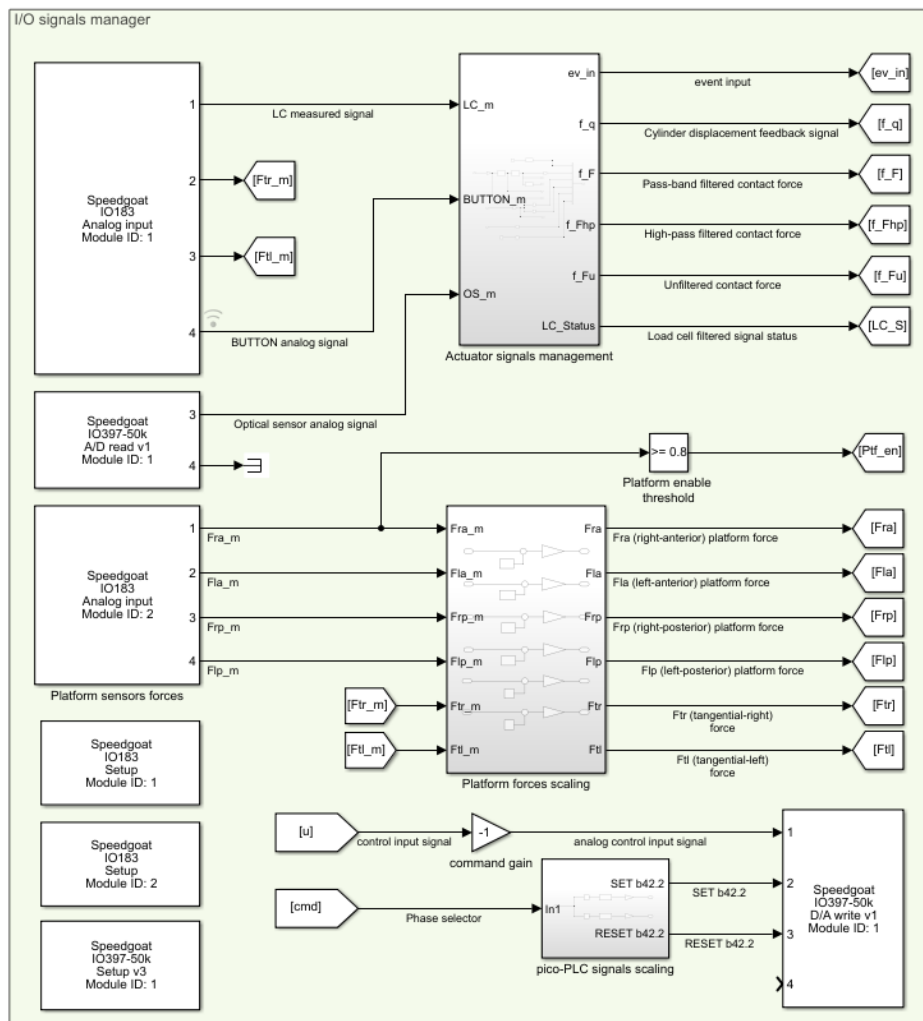 I/O signals manager
Speedgoat
IO183
Analog input
Module ID: 1
1
2
3
4
LC measured signal
[Ftr_m]
[Ftl_m]
BUTTON analog signal
LC_m
BUTTON_m
OS_m
ev_in
f_q
f_F
f_Fhp
f_Fu
LC_Status
Actuator signals management
event input
Cylinder displacement feedback signal
Pass-band filtered contact force
High-pass filtered contact force
Unfiltered contact force
Load cell filtered signal status
[ev_in]
[f_q]
[f_F]
[f_Fhp]
[f_Fu]
[LC_S]
Speedgoat
IO397-50k
A/D read v1
Module ID: 1
3
4
Optical sensor analog signal
>= 0.8
Platform enable
threshold
[Ptf_en]
Speedgoat
IO183
Analog input
Module ID: 2
1
2
3
4
Platform sensors forces
Fra_m
Fla_m
Frp_m
Flp_m
[Ftr_m]
[Ftl_m]
Fra_m
Fla_m
Frp_m
Flp_m
Ftr_m
Ftl_m
Fra
Fla
Frp
Flp
Ftr
Ftl
Platform forces scaling
Fra (right-anterior) platform force
Fla (left-anterior) platform force
Frp (right-posterior) platform force
Flp (left-posterior) platform force
Ftr (tangential-right)
force
Ftl (tangential-left)
force
[Fra]
[Fla]
[Frp]
[Flp]
[Ftr]
[Ftl]
Speedgoat
IO183
Setup
Module ID: 1
Speedgoat
IO183
Setup
Module ID: 2
Speedgoat
IO397-50k
Setup v3
Module ID: 1
[u]
control input signal
-1
command gain
analog control input signal
[cmd]
Phase selector
In1
SET b42.2
RESET b42.2
pico-PLC signals scaling
SET b42.2
RESET b42.2
1
2
3
4
Speedgoat
IO397-50k
D/A write v1
Module ID: 1